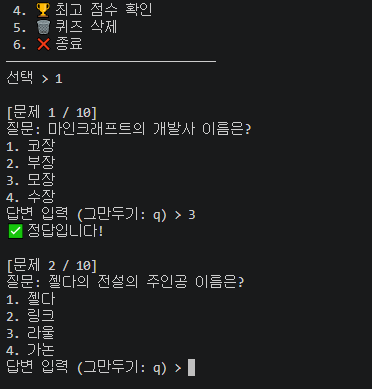 4. 🏆 최고 점수 확인
5. 🗑️ 퀴즈 삭제
6. ❌ 종료
────────────────────────────
선택 > 1
[문제 1 / 10]
질문: 마인크래프트의 개발사 이름은?
1. 코장
2. 부장
3. 모장
4. 수장
답변 입력 (그만두기: q) > 3
✅ 정답입니다!
[문제 2 / 10]
질문: 젤다의 전설의 주인공 이름은?
1. 젤다
2. 링크
3. 라울
4. 가논
답변 입력 (그만두기: q) >